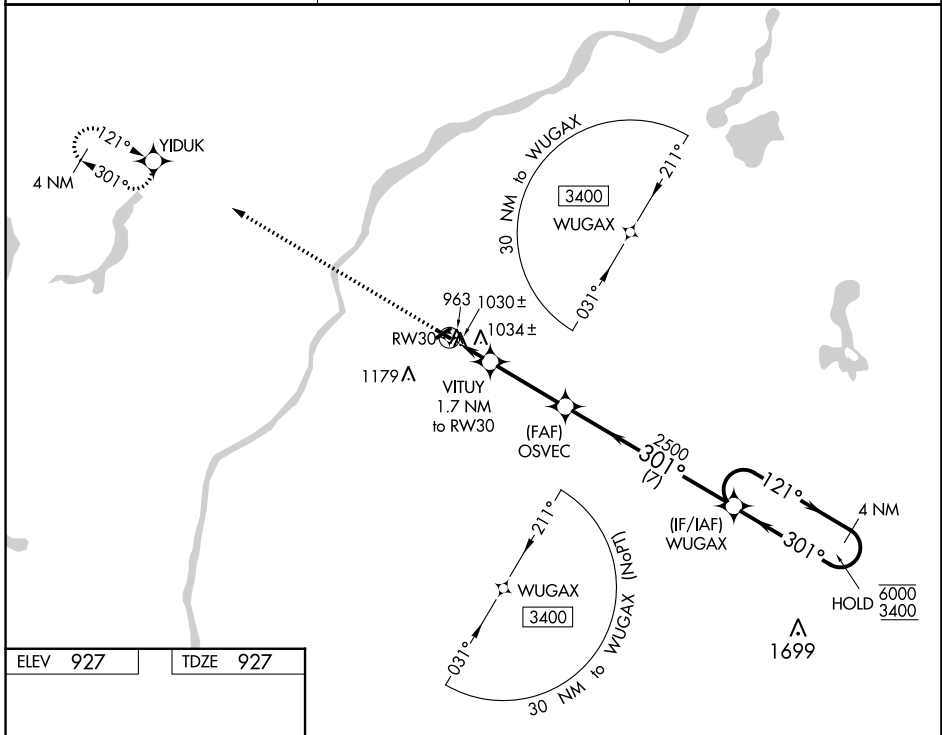 121°
YIDUK
4 NM
301°
30 NM to WUGAX
211°
3400
WUGAX
031°
963
1030±
RW30
1034±
1179
VITUY
1.7 NM
to RW30
(FAF)
OSVEC
2500
301°
(7)
121°
4 NM
(IF/IAF)
WUGAX
301°
HOLD
6000
3400
1699
211°
WUGAX
3400
031°
30 NM to WUGAX (NoPT)
ELEV 927
TDZE 927